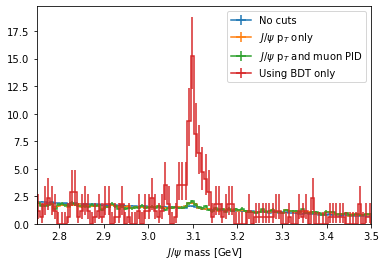 17.5
15.0
12.5
10.0
7.5
5.0
2.5
0.0
2.8 2.9 3.0 3.1 3.2 3.3 3.4 3.5
J/ψ mass [GeV]
No cuts
J/ψ pT only
J/ψ pT and muon PID
Using BDT only